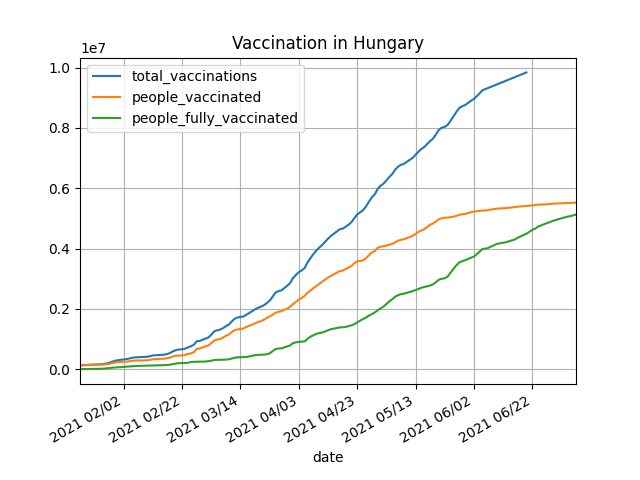 Vaccination in Hungary
1e7
total_vaccinations
people_vaccinated
people_fully_vaccinated
1.0
0.8
0.6
0.4
0.2
0.0
2021 02/02
2021 02/22
2021 03/14
2021 04/03
2021 04/23
2021 05/13
2021 06/02
2021 06/22
date